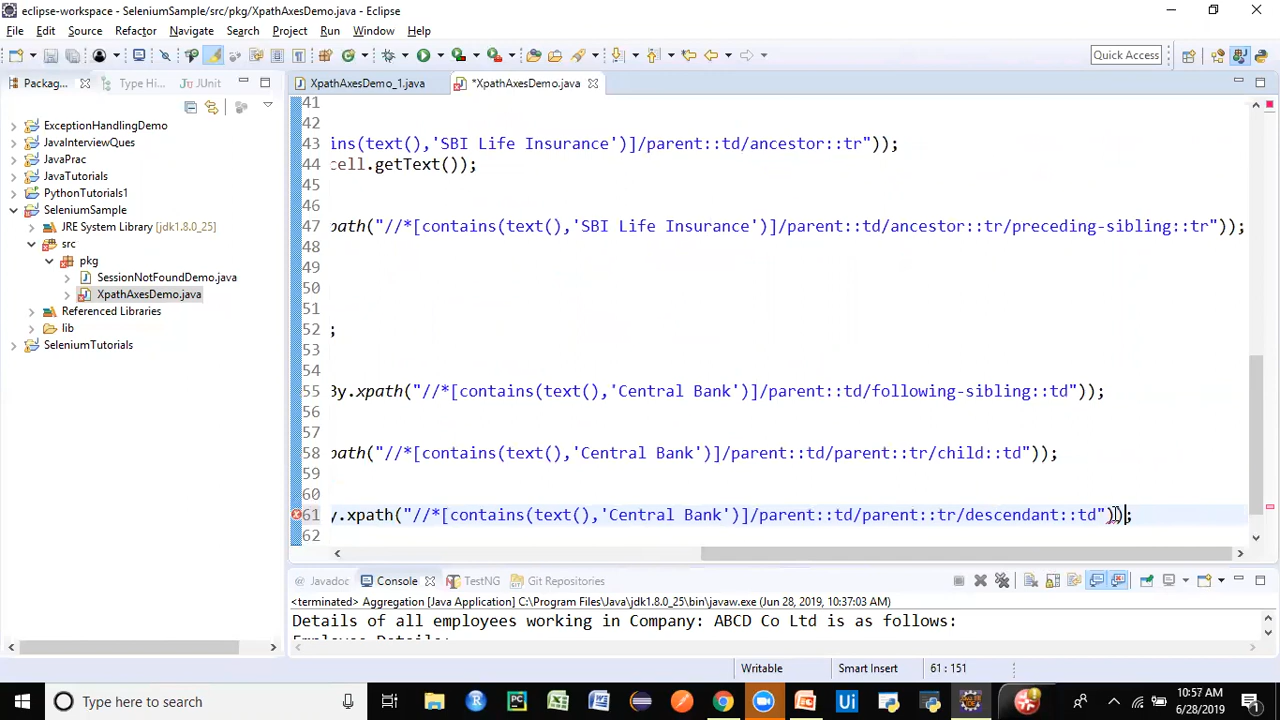 eclipse-workspace - SeleniumSample/src/pkg/XpathAxesDemo.java - Eclipse
File Edit Source Refactor Navigate Search Project Run Window Help
Quick Access
Packag... Type Hi... JUnit
XpathAxesDemo_1.java *XpathAxesDemo.java
ExceptionHandlingDemo
JavaInterviewQues
JavaPrac
JavaTutorials
PythonTutorials1
SeleniumSample
JRE System Library [jdk1.8.0_25]
src
pkg
SessionNotFoundDemo.java
XpathAxesDemo.java
Referenced Libraries
lib
SeleniumTutorials
41
42
43 ins(text(),'SBI Life Insurance')]/parent::td/ancestor::tr"));
44 cell.getText());
45
46
47 path("//*[contains(text(),'SBI Life Insurance')]/parent::td/ancestor::tr/preceding-sibling::tr"));
48
49
50
51
52 ;
53
54
55 By.xpath("//*[contains(text(),'Central Bank')]/parent::td/following-sibling::td"));
56
57
58 path("//*[contains(text(),'Central Bank')]/parent::td/parent::tr/child::td"));
59
60
61 y.xpath("//*[contains(text(),'Central Bank')]/parent::td/parent::tr/descendant::td"));
62
Javadoc Console TestNG Git Repositories
<terminated> Aggregation [Java Application] C:\Program Files\Java\jdk1.8.0_25\bin\javaw.exe (Jun 28, 2019, 10:37:03 AM)
Details of all employees working in Company: ABCD Co Ltd is as follows:
Employee Details:
Writable Smart Insert 61 : 151
Type here to search
10:57 AM
6/28/2019